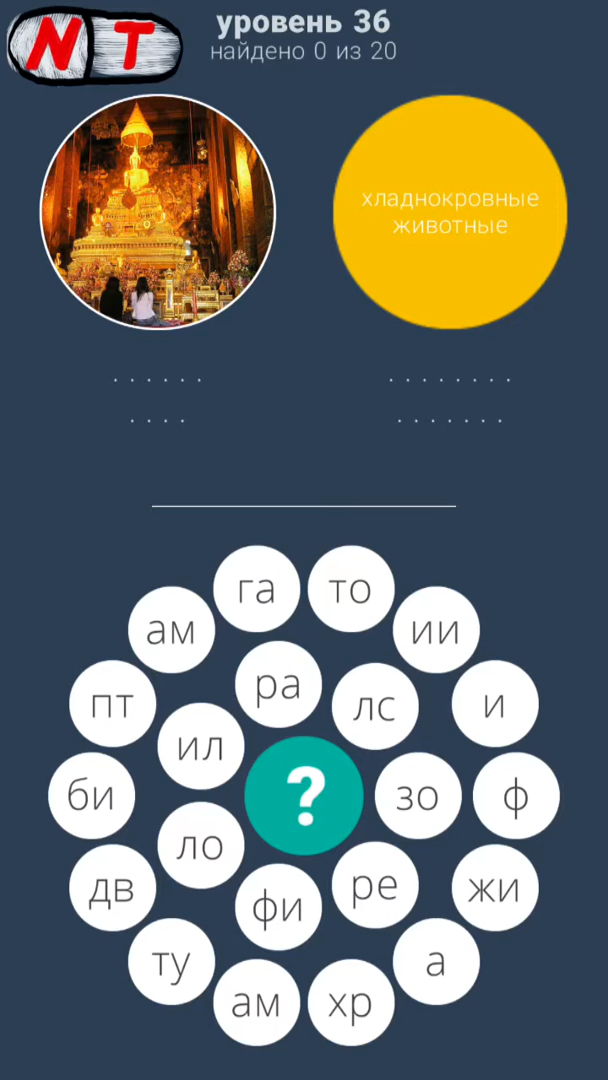 NT
уровень 36
найдено 0 из 20
хладнокровные
животные
га
то
ам
ии
ра
пт
лс
и
ил
би
?
зо
ф
ло
дв
фи
ре
жи
ту
а
ам
хр